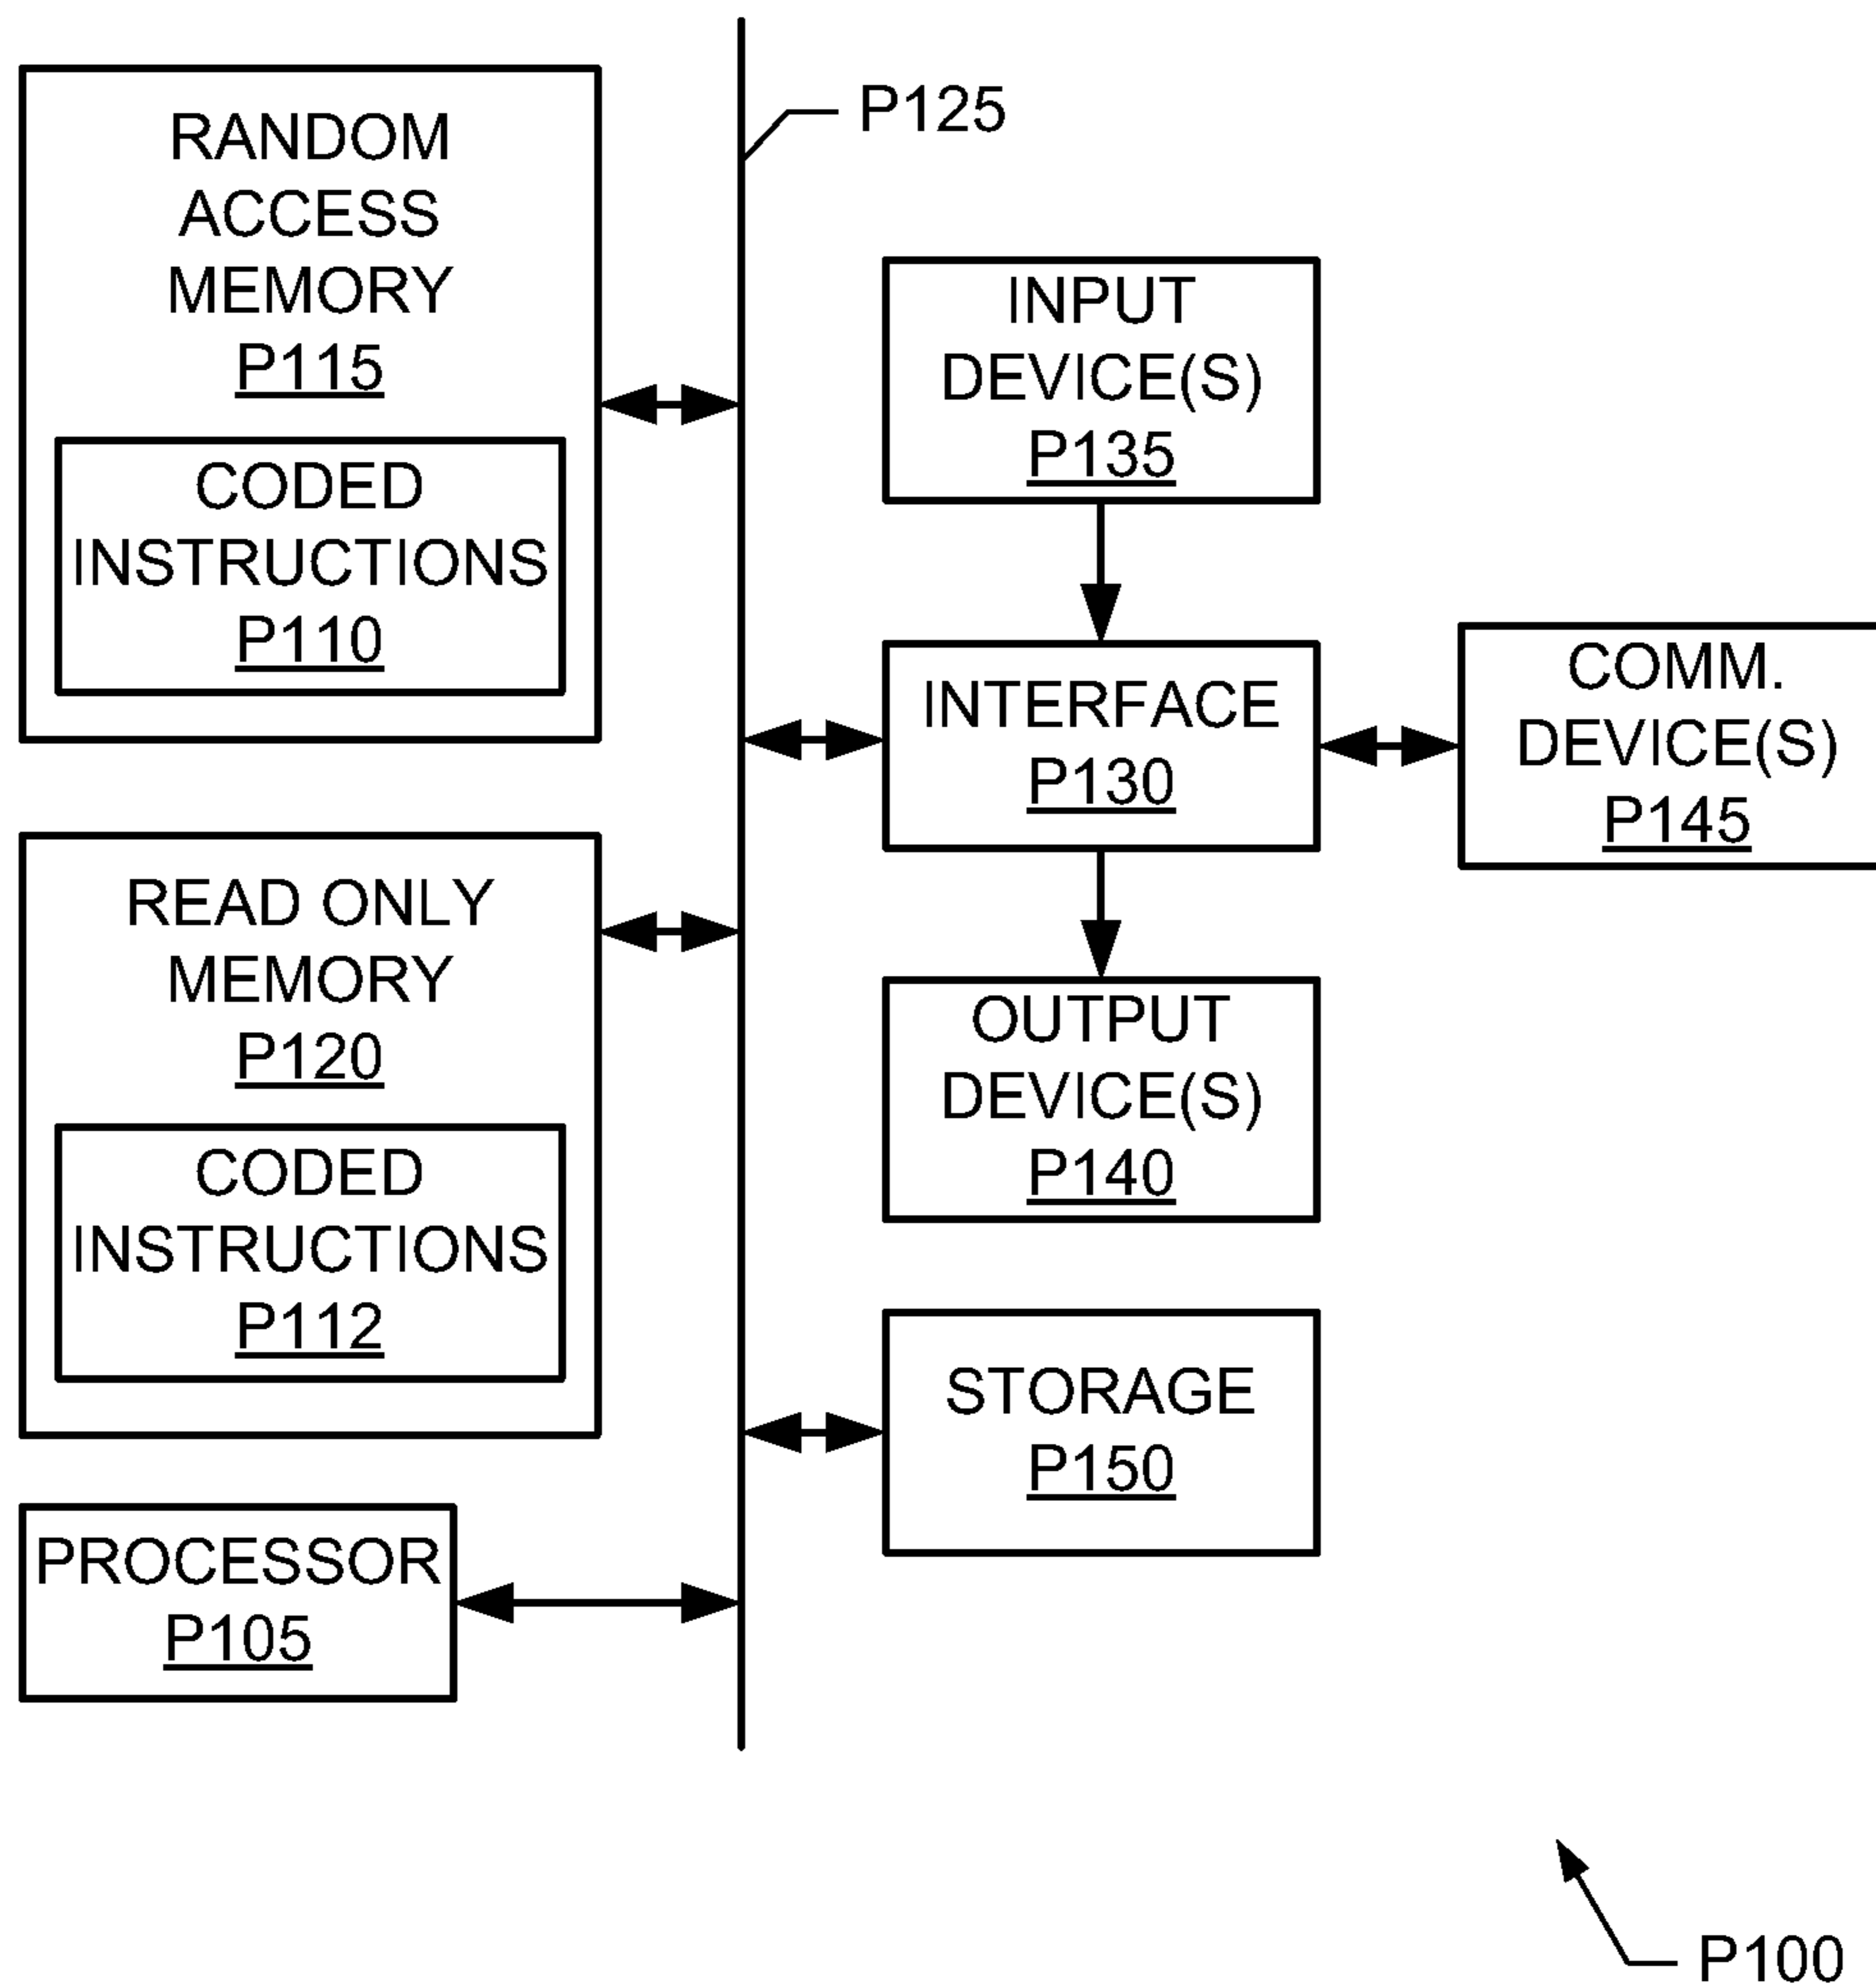 RANDOM
ACCESS
MEMORY
P115
CODED
INSTRUCTIONS
P110
READ ONLY
MEMORY
P120
CODED
INSTRUCTIONS
P112
PROCESSOR
P105
P125
INPUT
DEVICE(S)
P135
INTERFACE
P130
OUTPUT
DEVICE(S)
P140
STORAGE
P150
COMM.
DEVICE(S)
P145
P100